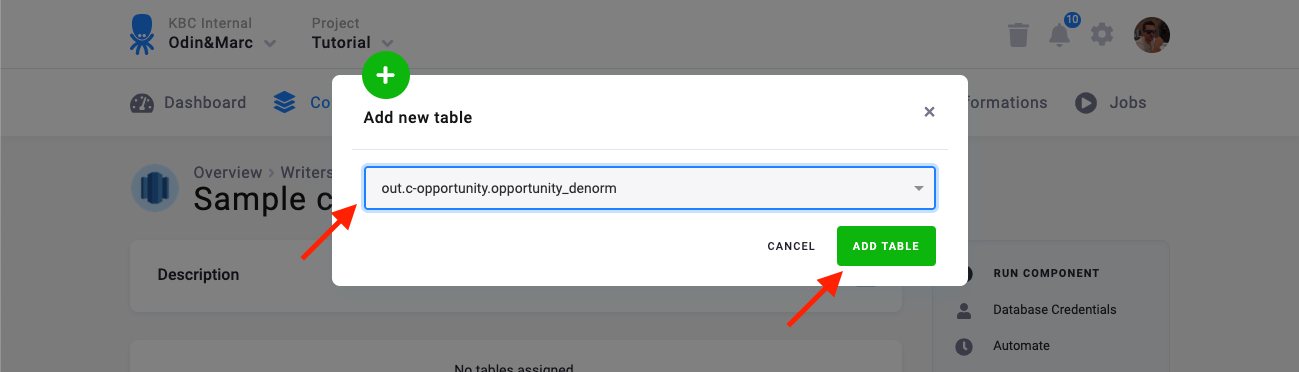 KBC Internal
Odin&Marc
Project
Tutorial
10
Dashboard
Co
formations
Jobs
Add new table
Overview > Writers
Sample c
out.c-opportunity.opportunity_denorm
CANCEL
ADD TABLE
Description
RUN COMPONENT
Database Credentials
Automate
No tables assigned